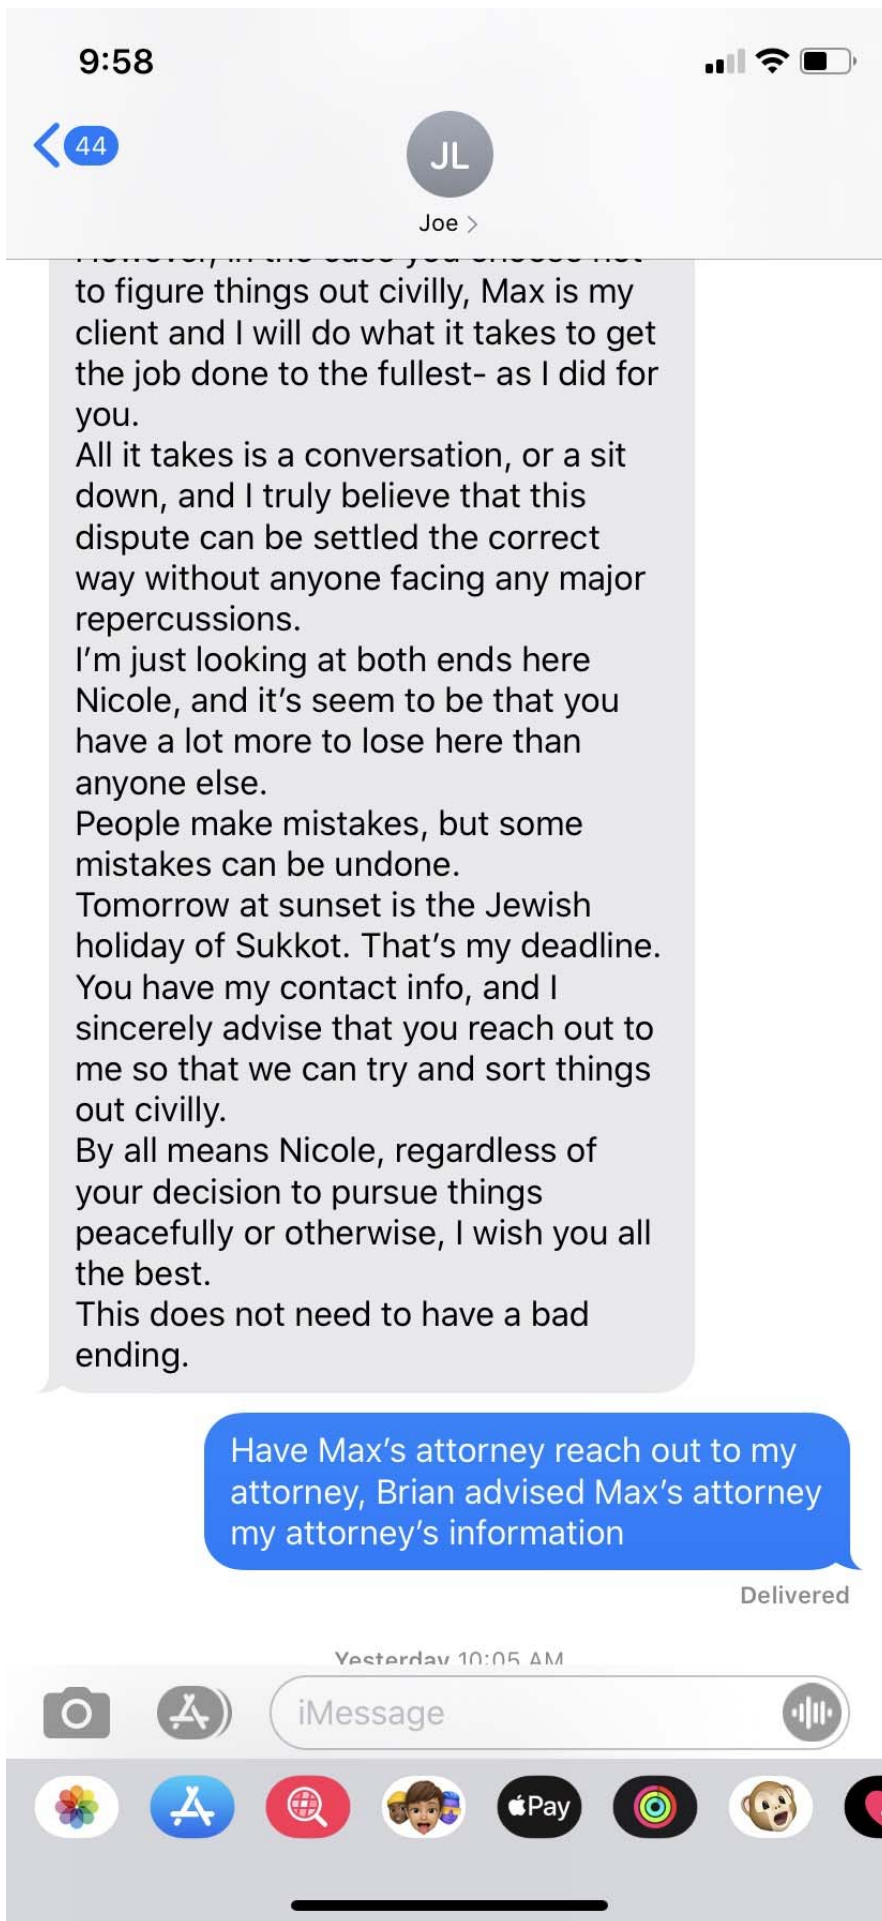 9:58
44
JL
Joe
to figure things out civilly, Max is my
client and I will do what it takes to get
the job done to the fullest- as I did for
you.
All it takes is a conversation, or a sit
down, and I truly believe that this
dispute can be settled the correct
way without anyone facing any major
repercussions.
I'm just looking at both ends here
Nicole, and it's seem to be that you
have a lot more to lose here than
anyone else.
People make mistakes, but some
mistakes can be undone.
Tomorrow at sunset is the Jewish
holiday of Sukkot. That's my deadline.
You have my contact info, and I
sincerely advise that you reach out to
me so that we can try and sort things
out civilly.
By all means Nicole, regardless of
your decision to pursue things
peacefully or otherwise, I wish you all
the best.
This does not need to have a bad
ending.
Have Max's attorney reach out to my
attorney, Brian advised Max's attorney
my attorney's information
Delivered
Yesterday 10:05 AM
iMessage
Pay